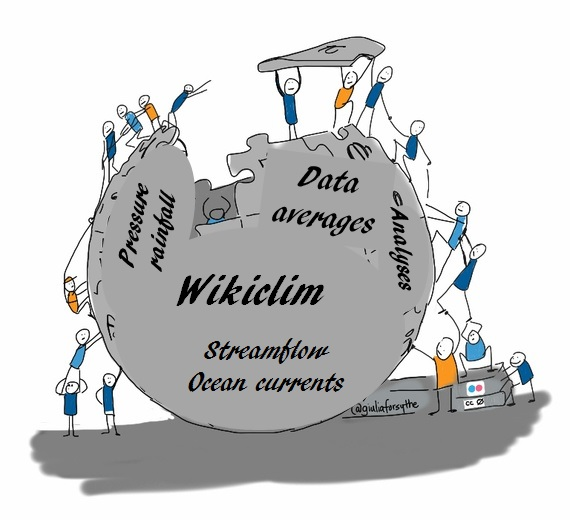 Data
averages
Pressure
rainfall
Analyses
Wikiclim
Streamflow
Ocean currents
@giuliaforsythe
cc 0